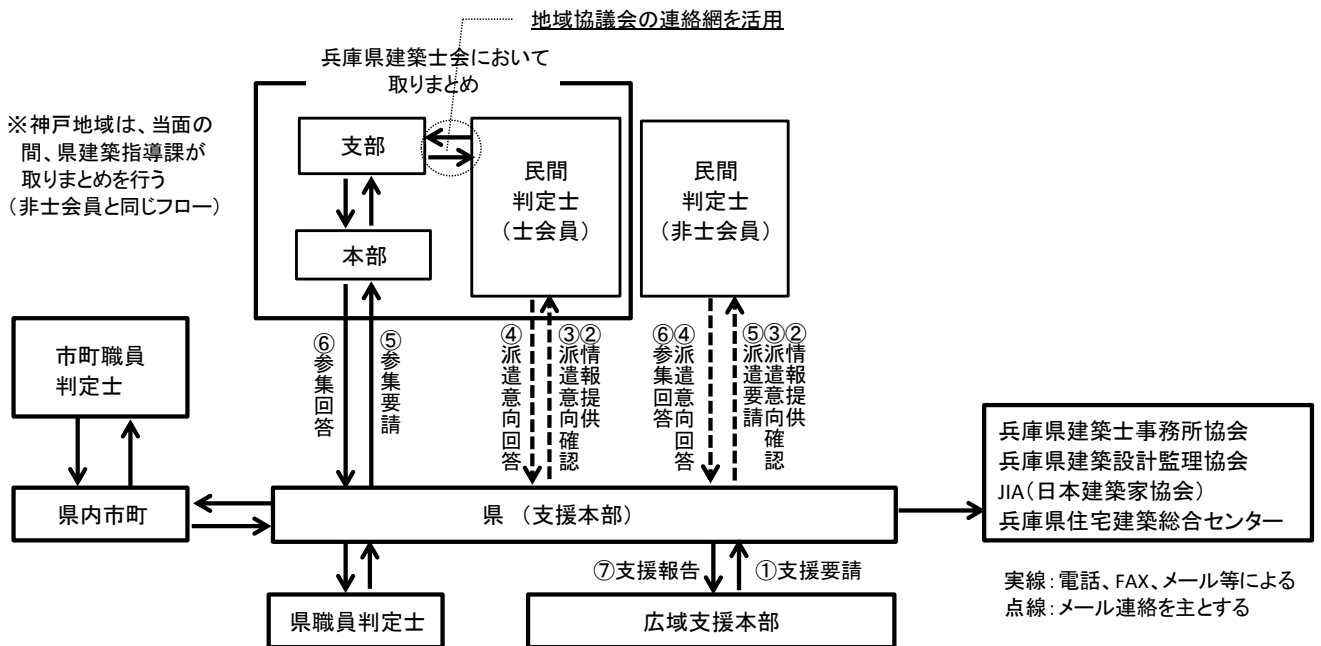 地域協議会の連絡網を活用
兵庫県建築士会において
取りまとめ
※神戸地域は、当面の
間、県建築指導課が
取りまとめを行う
(非士会員と同じフロー)
支部
本部
民間
判定士
(士会員)
民間
判定士
(非士会員)
市町職員
判定士
⑥参集回答
⑤参集要請
④派遣意向回答
③派遣意向確認
②情報提供
⑥参集回答
④派遣意向回答
⑤派遣要請
③派遣意向確認
②情報提供
県内市町
県 (支援本部)
兵庫県建築士事務所協会
兵庫県建築設計監理協会
JIA(日本建築家協会)
兵庫県住宅建築総合センター
⑦支援報告
①支援要請
県職員判定士
広域支援本部
実線:電話、FAX、メール等による
点線:メール連絡を主とする